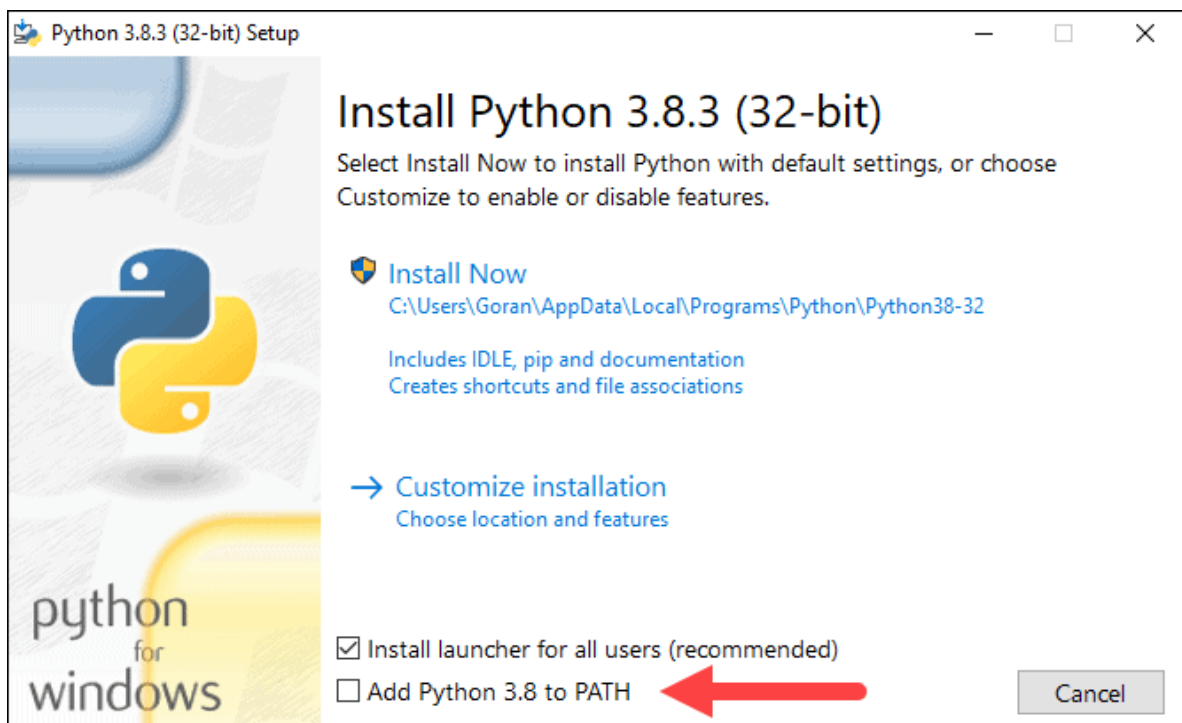 Python 3.8.3 (32-bit) Setup
Install Python 3.8.3 (32-bit)
Select Install Now to install Python with default settings, or choose
Customize to enable or disable features.
Install Now
C:\Users\Goran\AppData\Local\Programs\Python\Python38-32
Includes IDLE, pip and documentation
Creates shortcuts and file associations
Customize installation
Choose location and features
python
for
windows
Install launcher for all users (recommended)
Add Python 3.8 to PATH
Cancel